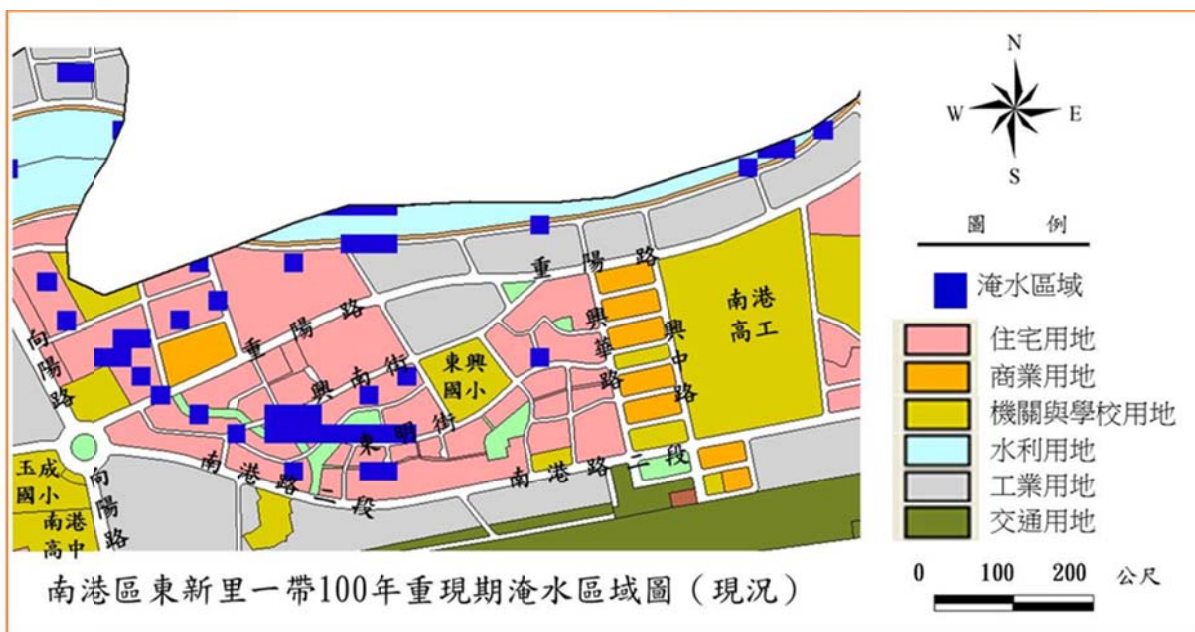 N
W E
S
圖 例
淹水區域
住宅用地
商業用地
機關與學校用地
水利用地
工業用地
交通用地
0 100 200 公尺
重陽路
南港
高工
向陽路
重陽路
興南街
東興
國小
興華路
興中路
東明街
南港路二段
南港路二段
玉成
國小
南港
高中
向陽路
南港區東新里一帶100年重現期淹水區域圖（現況）